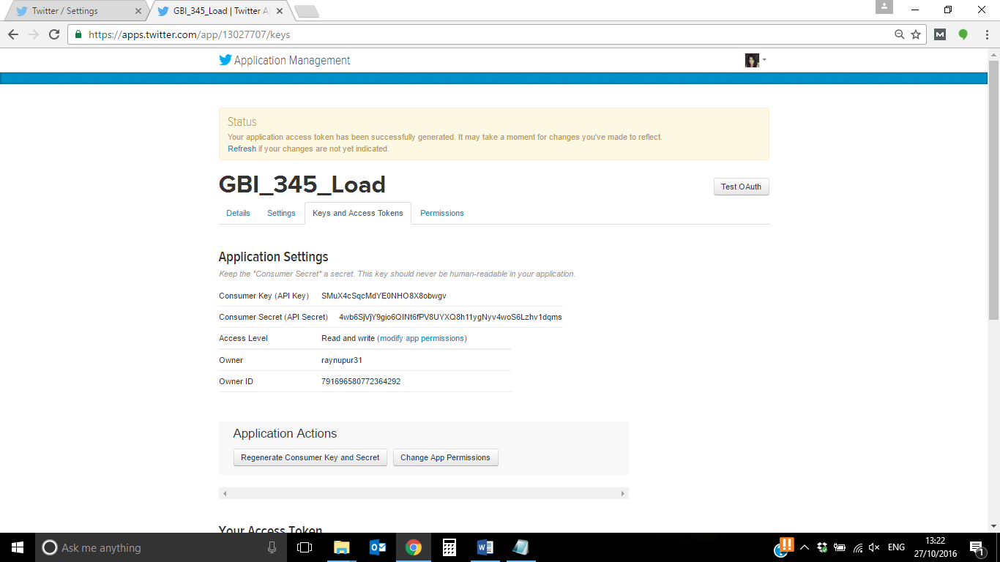 Twitter / Settings
GBI_345_Load | Twitter A
https://apps.twitter.com/app/13027707/keys
Application Management
Status
Your application access token has been successfully generated. It may take a moment for changes you've made to reflect.
Refresh if your changes are not yet indicated.
GBI_345_Load
Test OAuth
Details Settings Keys and Access Tokens Permissions
Application Settings
Keep the "Consumer Secret" a secret. This key should never be human-readable in your application.
Consumer Key (API Key) SMuX4cSqcMdYE0NHO8X8obwgv
Consumer Secret (API Secret) 4wb6SjVjY9gio6QINt6fPV8UYXQ8h11ygNyv4woS6Lzhv1dqms
Access Level Read and write (modify app permissions)
Owner raynupur31
Owner ID 791696580772364292
Application Actions
Regenerate Consumer Key and Secret Change App Permissions
Your Access Token
Ask me anything
ENG
13:22
27/10/2016
1